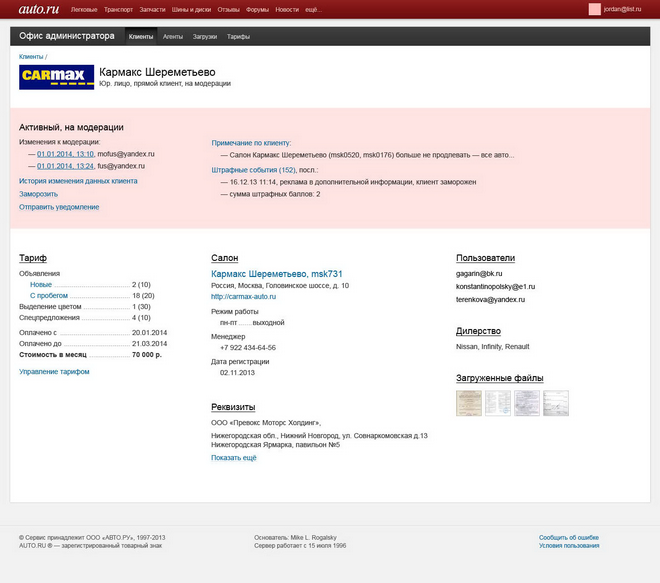 auto.ru Легковые Транспорт Запчасти Шины и диски Отзывы Форумы Новости ещё... jordan@list.ru
Офис администратора Клиенты Агенты Загрузки Тарифы
Клиенты /
CARmax
Кармакс Шереметьево
Юр. лицо, прямой клиент, на модерации
Активный, на модерации
Изменения к модерации:
— 01.01.2014, 13:10, mofus@yandex.ru
— 01.01.2014, 13:24, fus@yandex.ru
История изменения данных клиента
Заморозить
Отправить уведомление
Примечание по клиенту:
— Салон Кармакс Шереметьево (msk0520, msk0176) больше не продлевать — все авто...
Штрафные события (152), посл.:
— 16.12.13 11:14, реклама в дополнительной информации, клиент заморожен
— сумма штрафных баллов: 2
Тариф
Объявления
Новые 2 (10)
С пробегом 18 (20)
Выделение цветом 1 (30)
Спецпредложения 4 (10)
Оплачено с 20.01.2014
Оплачено до 21.03.2014
Стоимость в месяц 70 000 р.
Управление тарифом
Салон
Кармакс Шереметьево, msk731
Россия, Москва, Головинское шоссе, д. 10
http://carmax-auto.ru
Режим работы
пн-пт ...... выходной
Менеджер
+7 922 434-64-56
Дата регистрации
02.11.2013
Реквизиты
ООО «Превокс Моторс Холдинг»,
Нижегородская обл., Нижний Новгород, ул. Совнаркомовская д.13
Нижегородская Ярмарка, павильон №5
Показать ещё
Пользователи
gagarin@bk.ru
konstantinopolsky@e1.ru
terenkova@yandex.ru
Дилерство
Nissan, Infinity, Renault
Загруженные файлы
© Сервис принадлежит ООО «АВТО.РУ», 1997-2013
AUTO.RU ® — зарегистрированный товарный знак
Основатель: Mike L. Rogalsky
Сервер работает с 15 июля 1996
Сообщить об ошибке
Условия пользования